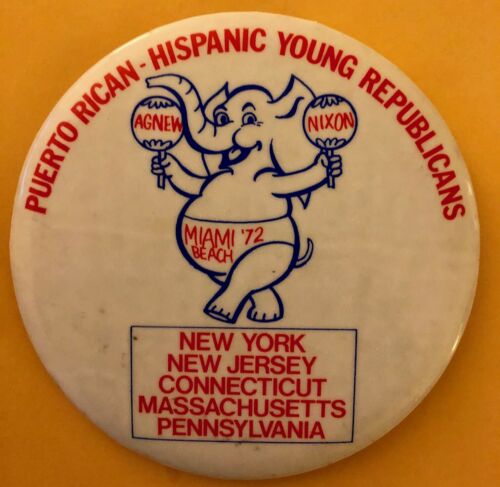 PUERTO RICAN-HISPANIC YOUNG REPUBLICANS
AGNEW
NIXON
MIAMI '72
BEACH
NEW YORK
NEW JERSEY
CONNECTICUT
MASSACHUSETTS
PENNSYLVANIA